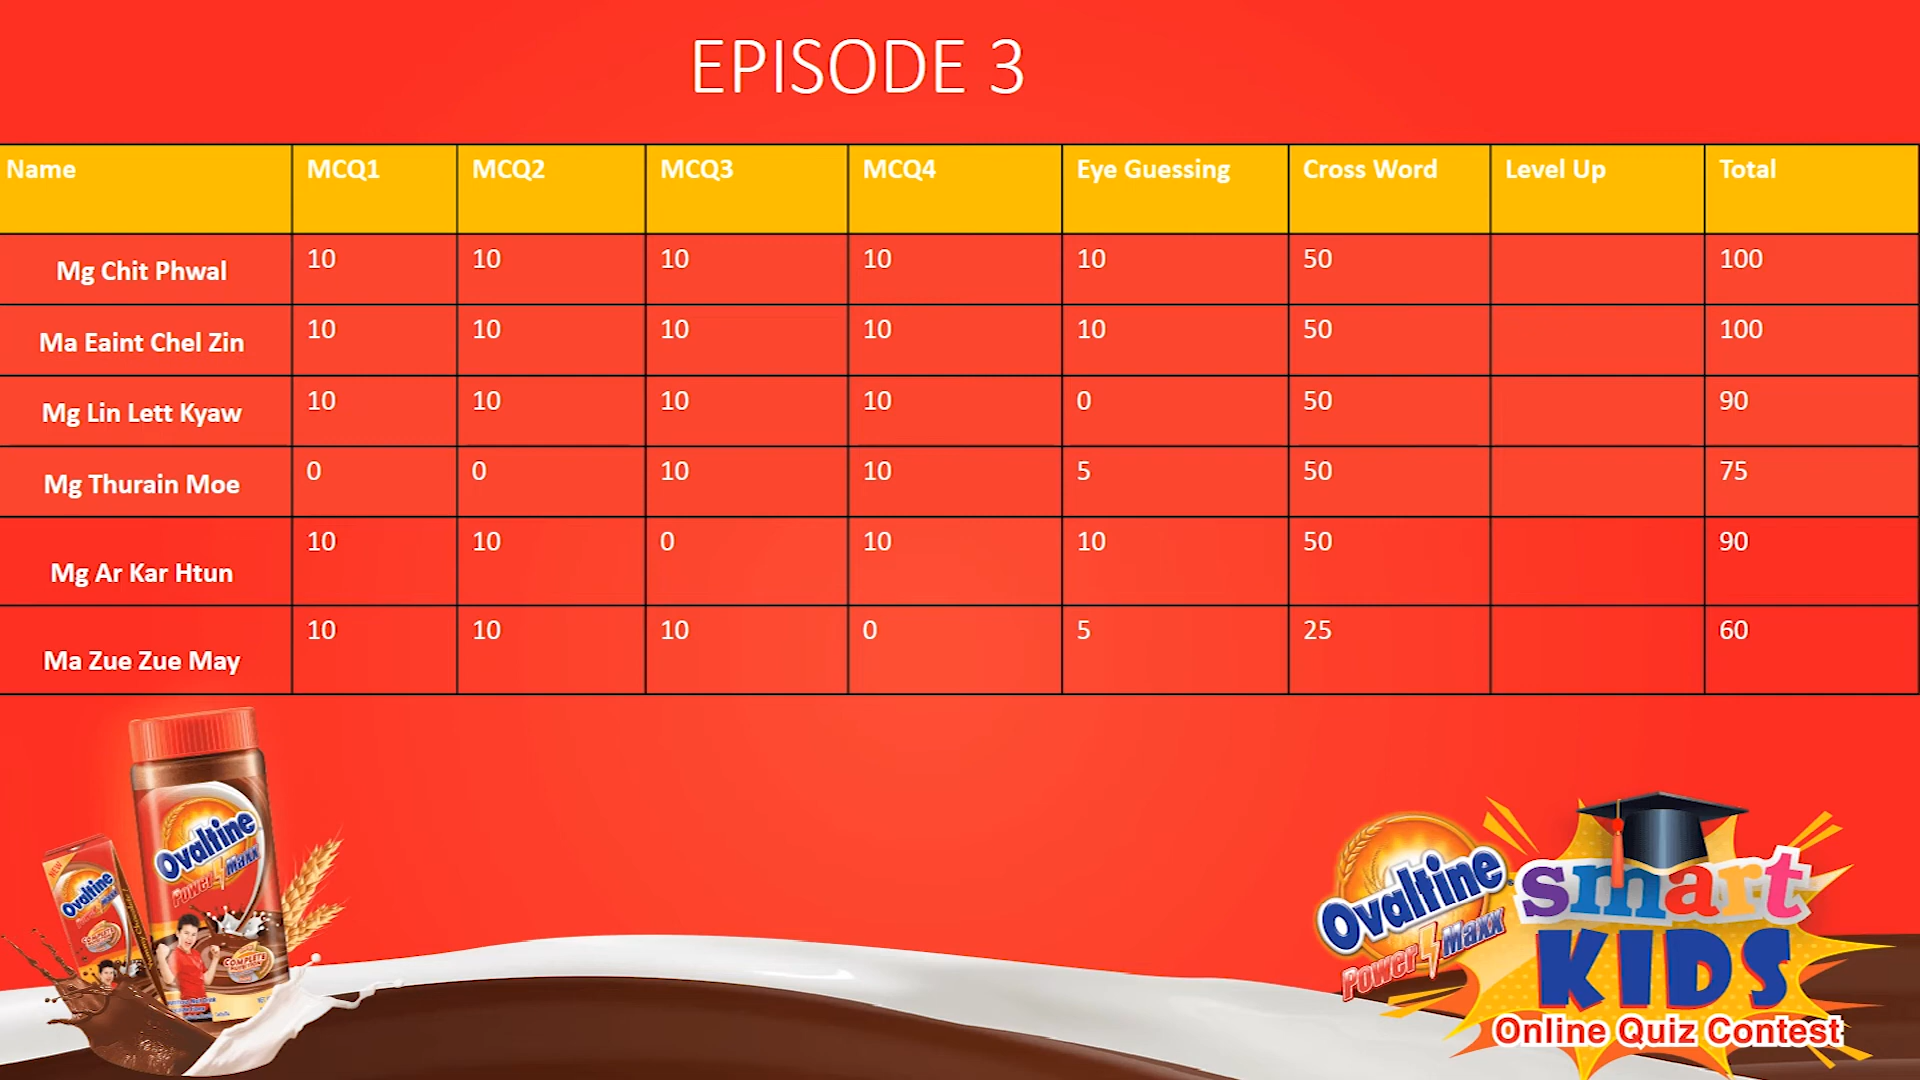 EPISODE 3
Name MCQ1 MCQ2 MCQ3 MCQ4 Eye Guessing Cross Word Level Up Total
Mg Chit Phwal 10 10 10 10 10 50 100
Ma Eaint Chel Zin 10 10 10 10 10 50 100
Mg Lin Lett Kyaw 10 10 10 10 0 50 90
Mg Thurain Moe 0 0 10 10 5 50 75
Mg Ar Kar Htun 10 10 0 10 10 50 90
Ma Zue Zue May 10 10 10 0 5 25 60
Ovaltine
Power Maxx
COMPLETE
NEW
Ovaltine
COMPLETE
Ovaltine
Power Maxx
smart
KIDS
Online Quiz Contest